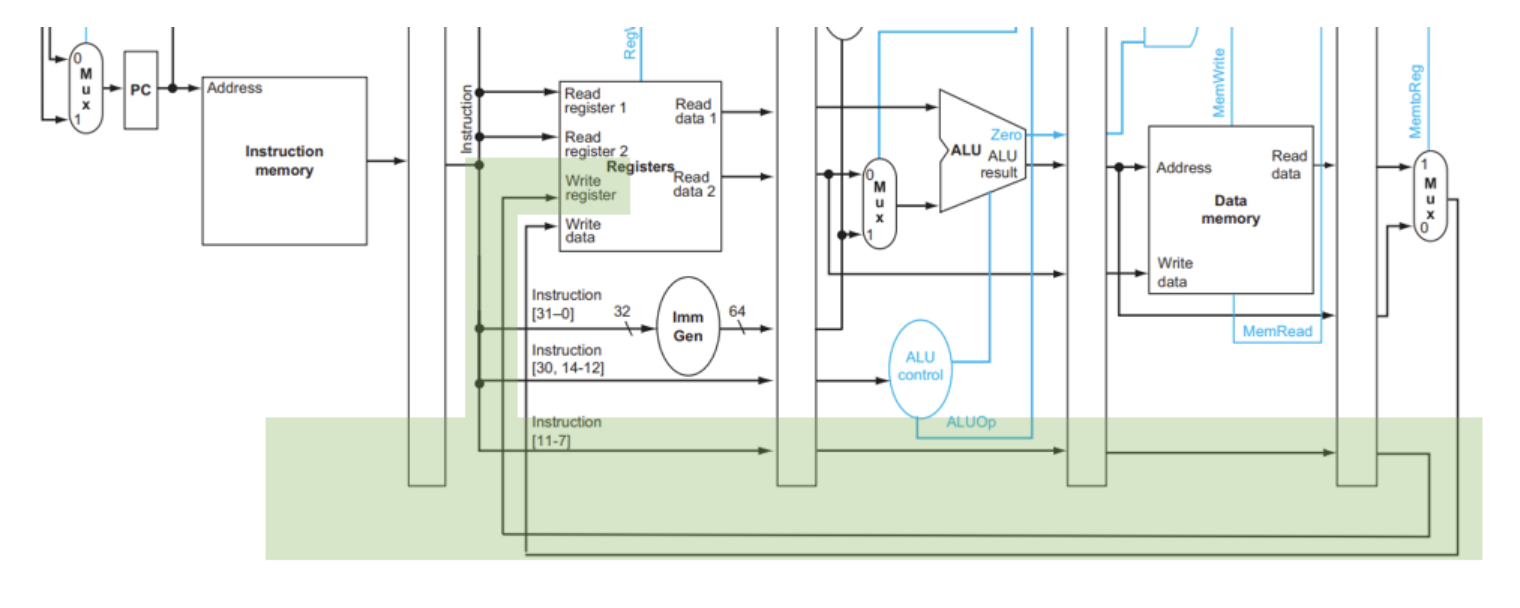 0
M
u
x
1
PC
Address
Instruction
memory
Instruction
RegW
Read
register 1
Read
register 2
Registers
Write
register
Write
data
Read
data 1
Read
data 2
Instruction
[31–0]
32
Imm
Gen
64
Instruction
[30, 14-12]
Instruction
[11-7]
0
M
u
x
1
ALU
Zero
ALU
result
ALU
control
ALUOp
MemWrite
Address
Read
data
Data
memory
Write
data
MemRead
MemtoReg
1
M
u
x
0